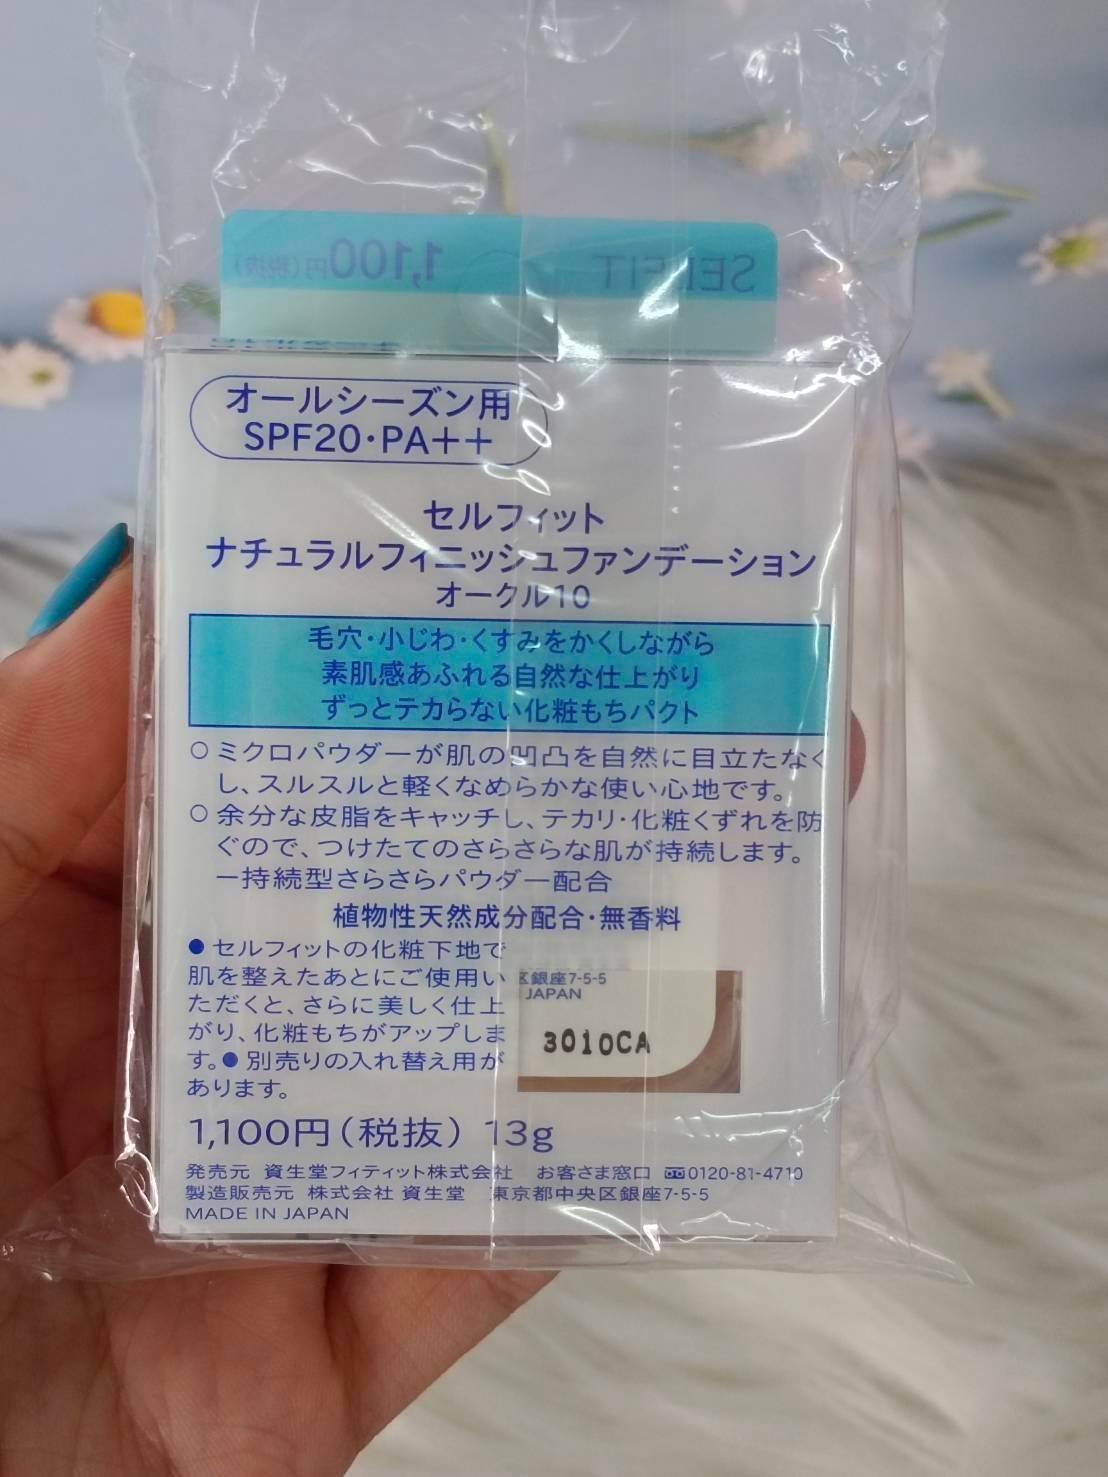 1,100円(税抜) SELFIT
オールシーズン用
SPF20・PA++
セルフィット
ナチュラルフィニッシュファンデーション
オークル10
毛穴・小じわ・くすみをかくしながら
素肌感あふれる自然な仕上がり
ずっとテカらない化粧もちパクト
○ミクロパウダーが肌の凹凸を自然に目立たなく
し、スルスルと軽くなめらかな使い心地です。
○余分な皮脂をキャッチし、テカリ・化粧くずれを防
ぐので、つけたてのさらさらな肌が持続します。
ー持続型さらさらパウダー配合
植物性天然成分配合・無香料
●セルフィットの化粧下地で
肌を整えたあとにご使用い
ただくと、さらに美しく仕上
がり、化粧もちがアップしま
す。●別売りの入れ替え用が
あります。
区銀座7-5-5
JAPAN
3010CA
1,100円(税抜) 13g
発売元 資生堂フィティット株式会社 お客さま窓口 0120-81-4710
製造販売元 株式会社 資生堂 東京都中央区銀座7-5-5
MADE IN JAPAN